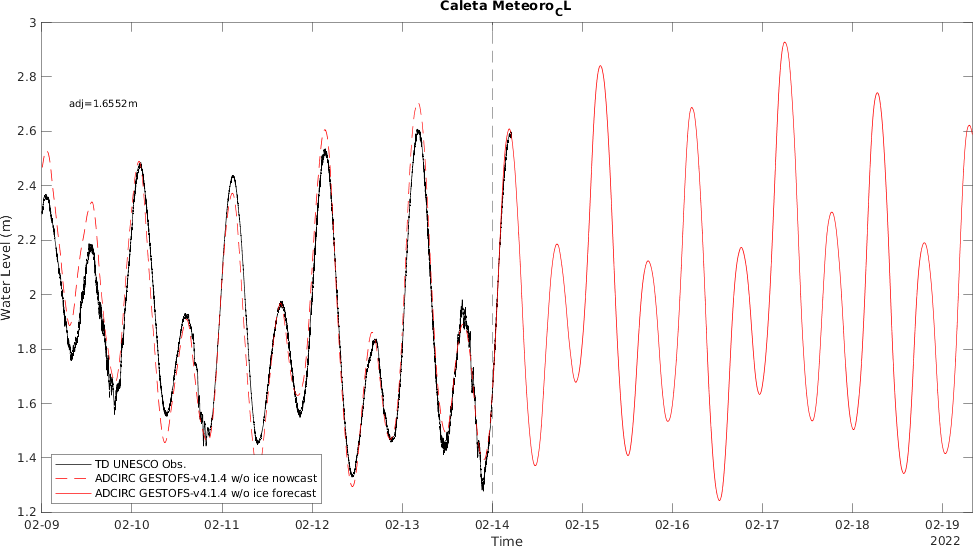 Caleta Meteoro_CL
3
2.8
2.6
2.4
2.2
2
1.8
1.6
1.4
1.2
Water Level (m)
adj=1.6552m
TD UNESCO Obs.
ADCIRC GESTOFS-v4.1.4 w/o ice nowcast
ADCIRC GESTOFS-v4.1.4 w/o ice forecast
02-09 02-10 02-11 02-12 02-13 02-14 02-15 02-16 02-17 02-18 02-19
Time
2022